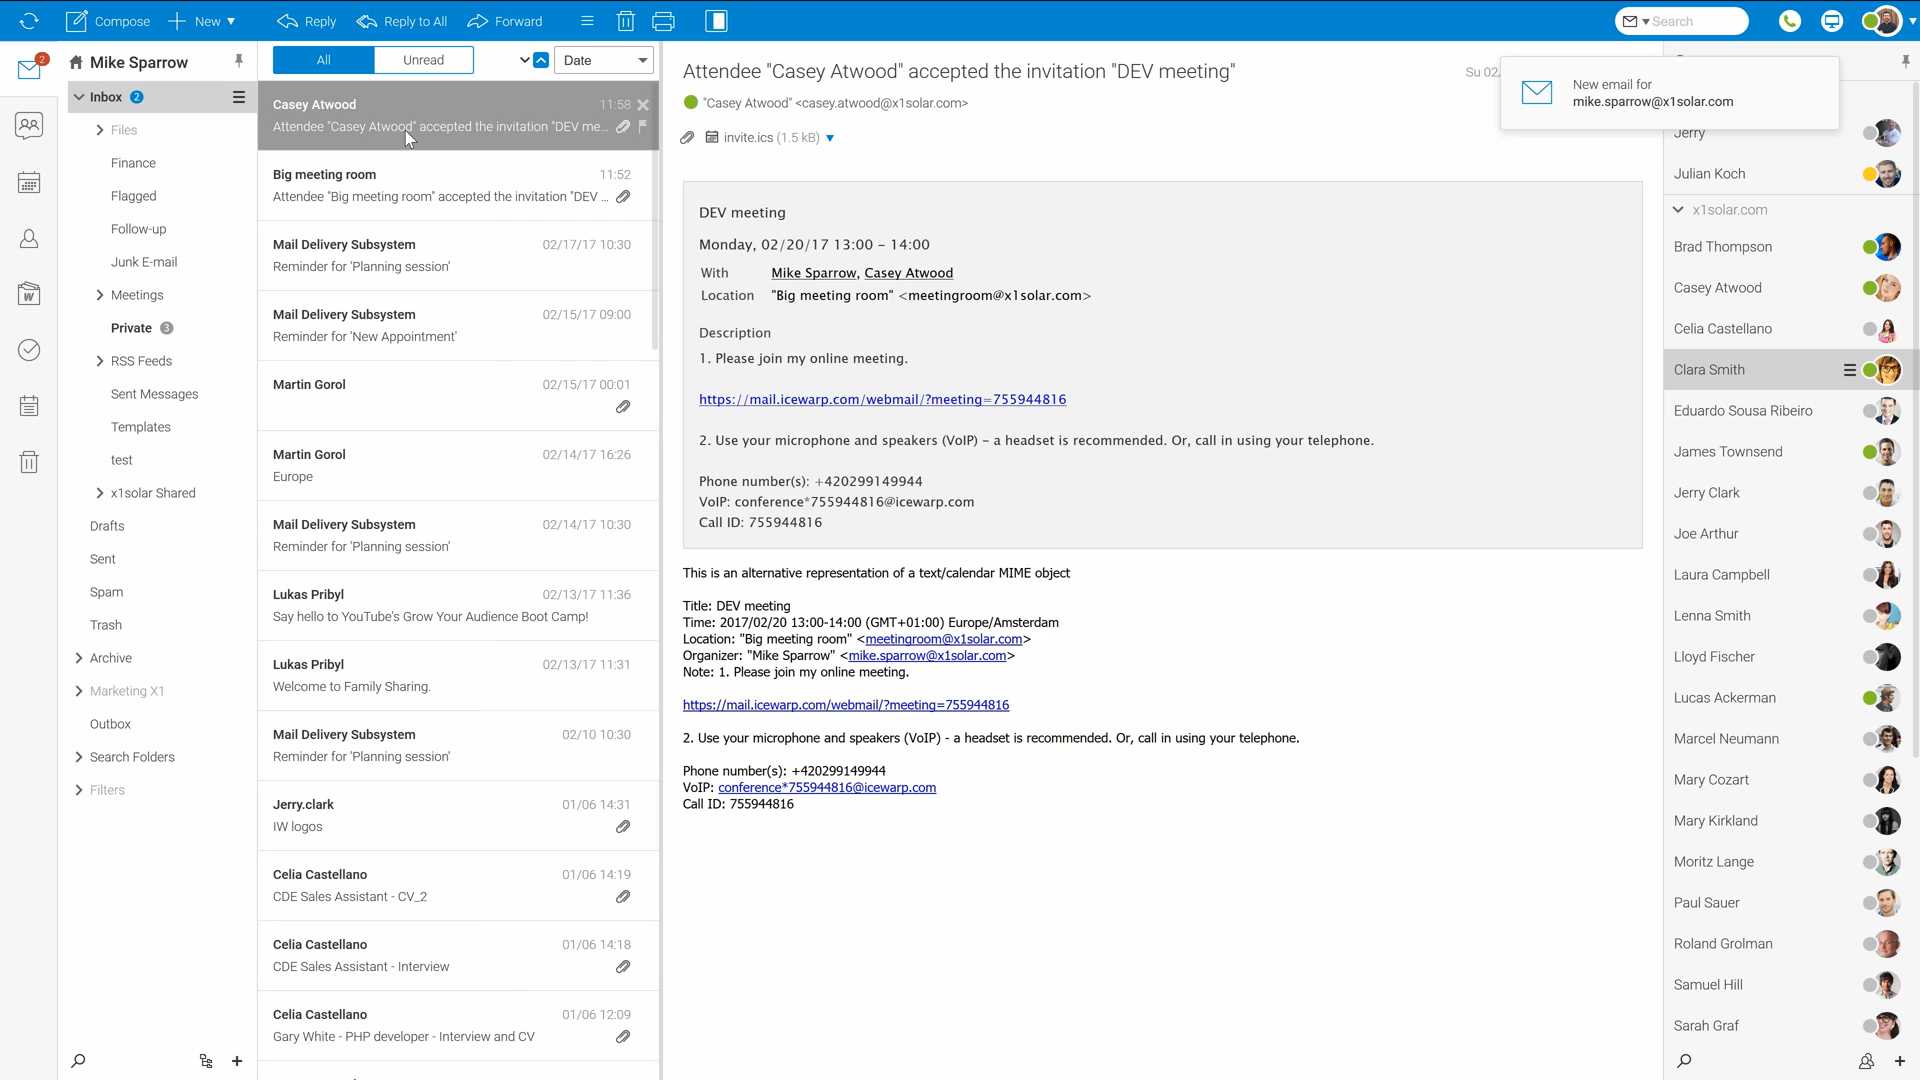 Compose New Reply Reply to All Forward Search
2
Mike Sparrow
Inbox 2
Files
Finance
Flagged
Follow-up
Junk E-mail
Meetings
Private 3
RSS Feeds
Sent Messages
Templates
test
x1solar Shared
Drafts
Sent
Spam
Trash
Archive
Marketing X1
Outbox
Search Folders
Filters
All Unread Date
Casey Atwood 11:58
Attendee "Casey Atwood" accepted the invitation "DEV me...
Big meeting room 11:52
Attendee "Big meeting room" accepted the invitation "DEV ...
Mail Delivery Subsystem 02/17/17 10:30
Reminder for 'Planning session'
Mail Delivery Subsystem 02/15/17 09:00
Reminder for 'New Appointment'
Martin Gorol 02/15/17 00:01
Martin Gorol 02/14/17 16:26
Europe
Mail Delivery Subsystem 02/14/17 10:30
Reminder for 'Planning session'
Lukas Pribyl 02/13/17 11:36
Say hello to YouTube's Grow Your Audience Boot Camp!
Lukas Pribyl 02/13/17 11:31
Welcome to Family Sharing.
Mail Delivery Subsystem 02/10 10:30
Reminder for 'Planning session'
Jerry.clark 01/06 14:31
IW logos
Celia Castellano 01/06 14:19
CDE Sales Assistant - CV_2
Celia Castellano 01/06 14:18
CDE Sales Assistant - Interview
Celia Castellano 01/06 12:09
Gary White - PHP developer - Interview and CV
Attendee "Casey Atwood" accepted the invitation "DEV meeting" Su 02/
"Casey Atwood" <casey.atwood@x1solar.com>
invite.ics (1.5 kB)
DEV meeting
Monday, 02/20/17 13:00 – 14:00
With Mike Sparrow, Casey Atwood
Location "Big meeting room" <meetingroom@x1solar.com>
Description
1. Please join my online meeting.
https://mail.icewarp.com/webmail/?meeting=755944816
2. Use your microphone and speakers (VoIP) – a headset is recommended. Or, call in using your telephone.
Phone number(s): +420299149944
VoIP: conference*755944816@icewarp.com
Call ID: 755944816
This is an alternative representation of a text/calendar MIME object
Title: DEV meeting
Time: 2017/02/20 13:00-14:00 (GMT+01:00) Europe/Amsterdam
Location: "Big meeting room" <meetingroom@x1solar.com>
Organizer: "Mike Sparrow" <mike.sparrow@x1solar.com>
Note: 1. Please join my online meeting.
https://mail.icewarp.com/webmail/?meeting=755944816
2. Use your microphone and speakers (VoIP) - a headset is recommended. Or, call in using your telephone.
Phone number(s): +420299149944
VoIP: conference*755944816@icewarp.com
Call ID: 755944816
New email for
mike.sparrow@x1solar.com
Jerry
Julian Koch
x1solar.com
Brad Thompson
Casey Atwood
Celia Castellano
Clara Smith
Eduardo Sousa Ribeiro
James Townsend
Jerry Clark
Joe Arthur
Laura Campbell
Lenna Smith
Lloyd Fischer
Lucas Ackerman
Marcel Neumann
Mary Cozart
Mary Kirkland
Moritz Lange
Paul Sauer
Roland Grolman
Samuel Hill
Sarah Graf